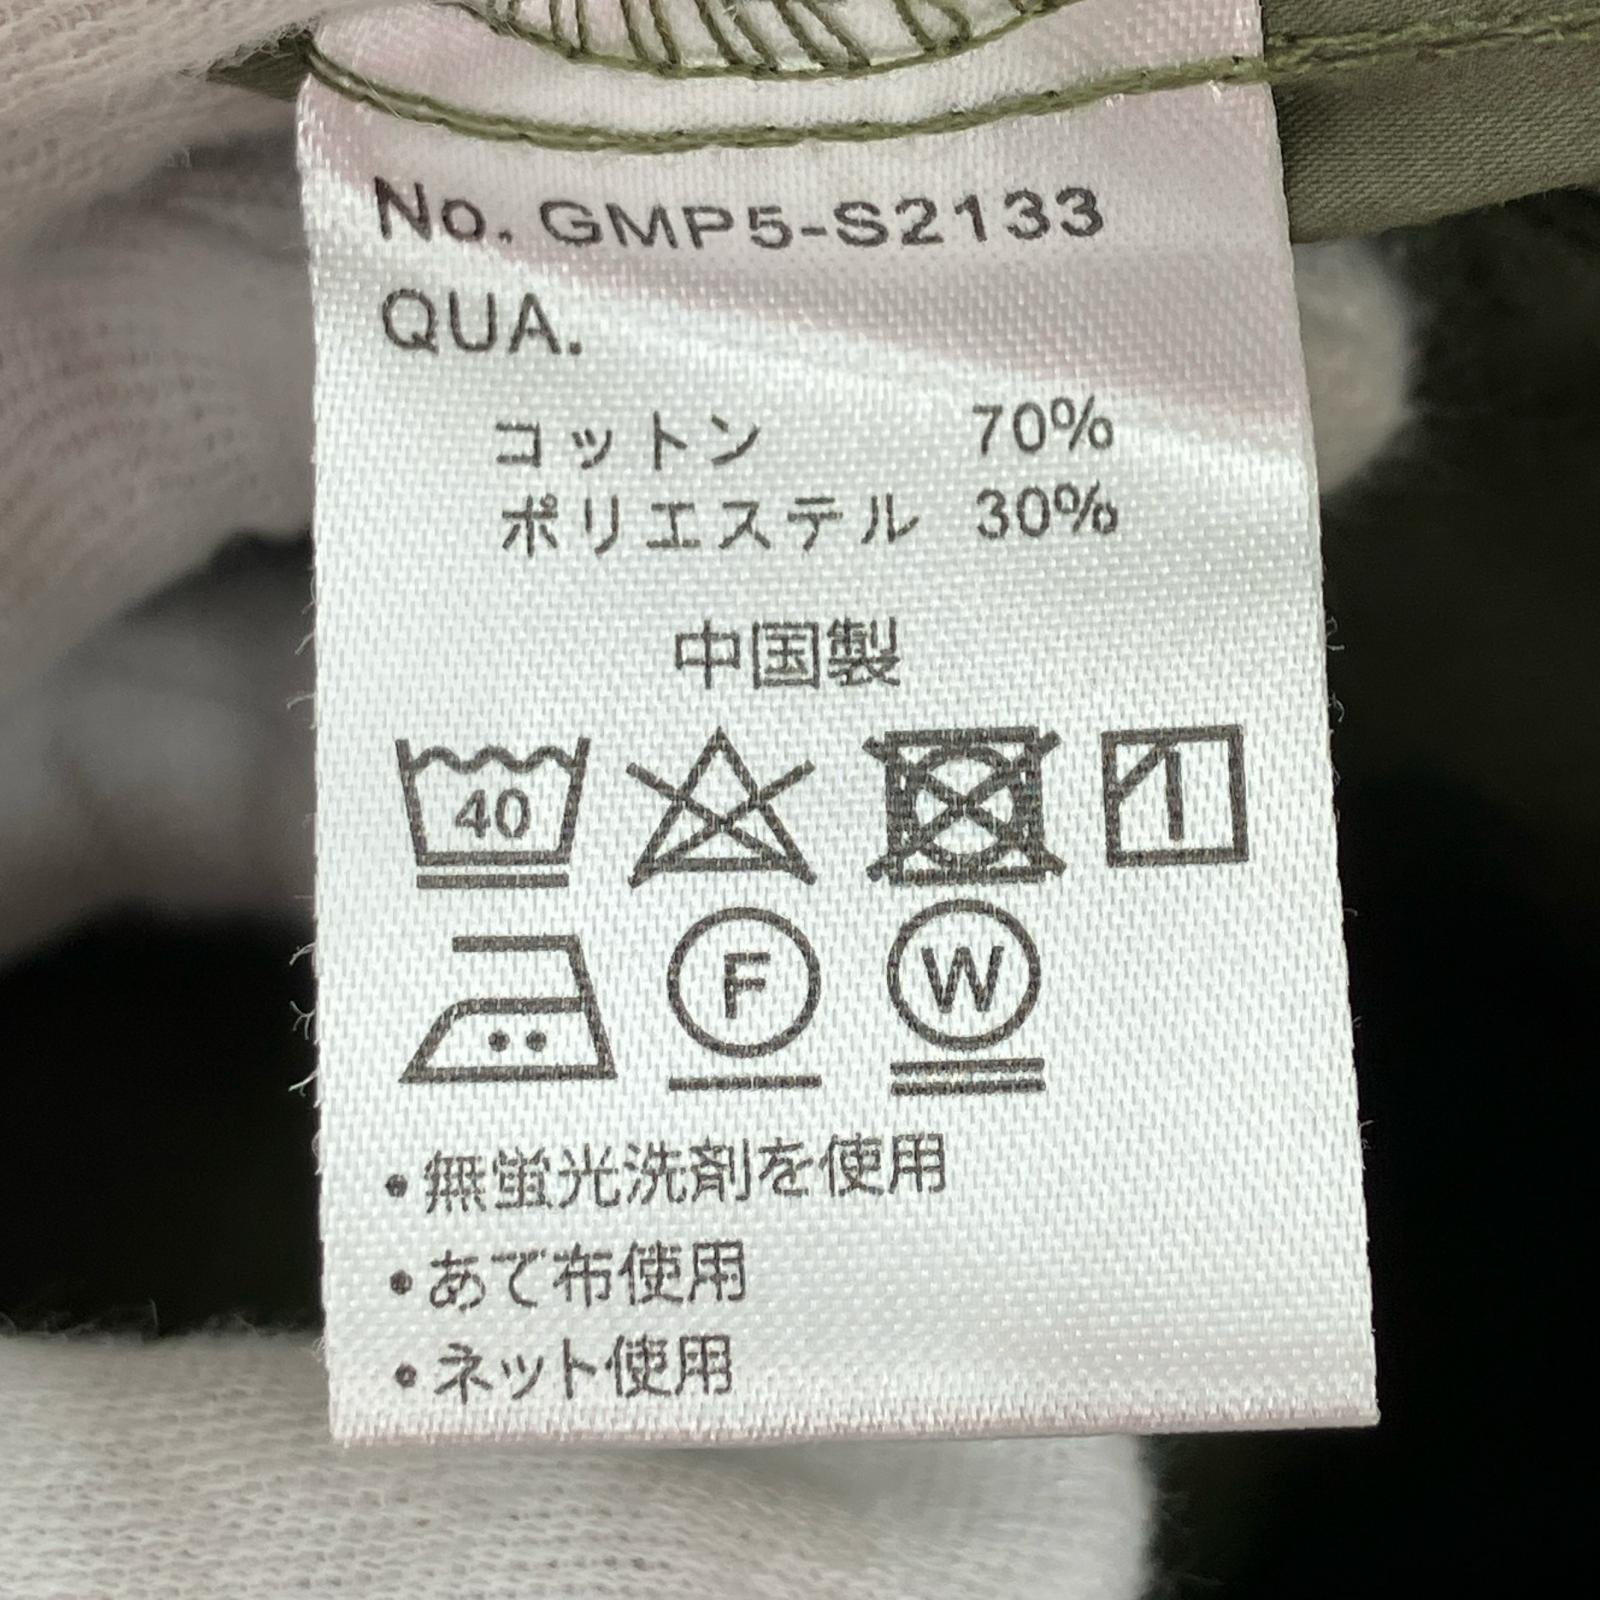 No. GMP5-S2133
QUA.
コットン 70%
ポリエステル 30%
中国製
40
F W
・無蛍光洗剤を使用
・あて布使用
・ネット使用